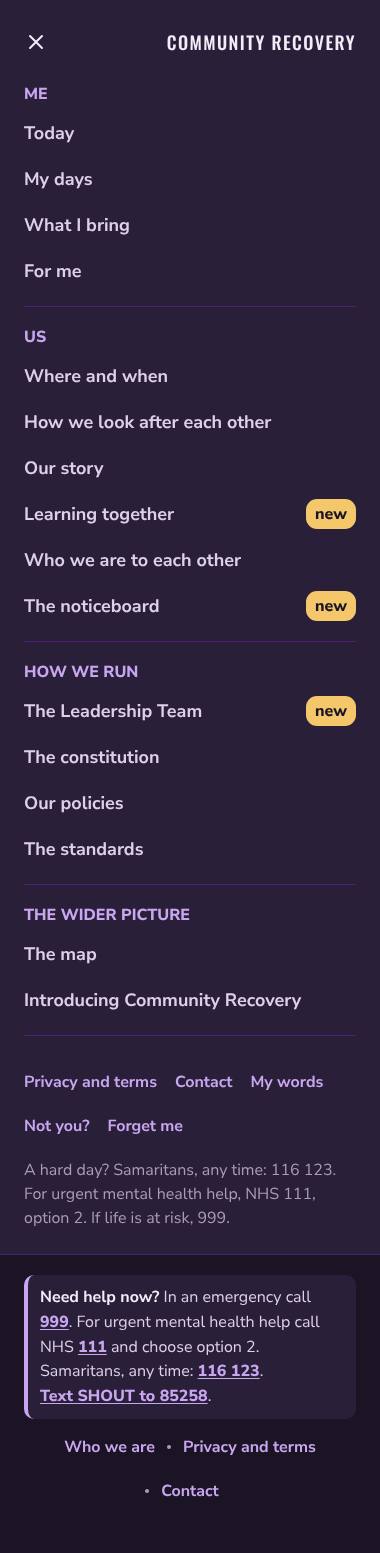 COMMUNITY RECOVERY
ME
Today
My days
What I bring
For me
US
Where and when
How we look after each other
Our story
Learning together new
Who we are to each other
The noticeboard new
HOW WE RUN
The Leadership Team new
The constitution
Our policies
The standards
THE WIDER PICTURE
The map
Introducing Community Recovery
Privacy and terms Contact My words
Not you? Forget me
A hard day? Samaritans, any time: 116 123.
For urgent mental health help, NHS 111,
option 2. If life is at risk, 999.
Need help now? In an emergency call
999. For urgent mental health help call
NHS 111 and choose option 2.
Samaritans, any time: 116 123.
Text SHOUT to 85258.
Who we are • Privacy and terms
• Contact